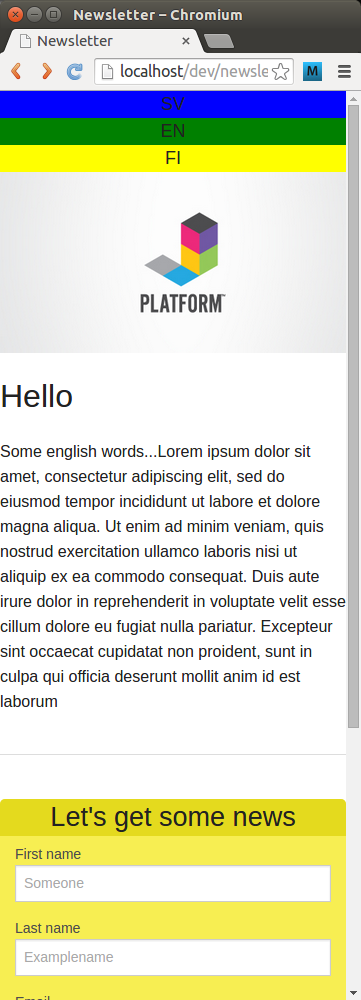 Newsletter – Chromium
Newsletter
localhost/dev/newsle
M
SV
EN
FI
PLATFORM
Hello
Some english words...Lorem ipsum dolor sit
amet, consectetur adipiscing elit, sed do
eiusmod tempor incididunt ut labore et dolore
magna aliqua. Ut enim ad minim veniam, quis
nostrud exercitation ullamco laboris nisi ut
aliquip ex ea commodo consequat. Duis aute
irure dolor in reprehenderit in voluptate velit esse
cillum dolore eu fugiat nulla pariatur. Excepteur
sint occaecat cupidatat non proident, sunt in
culpa qui officia deserunt mollit anim id est
laborum
Let's get some news
First name
Someone
Last name
Examplename
Email